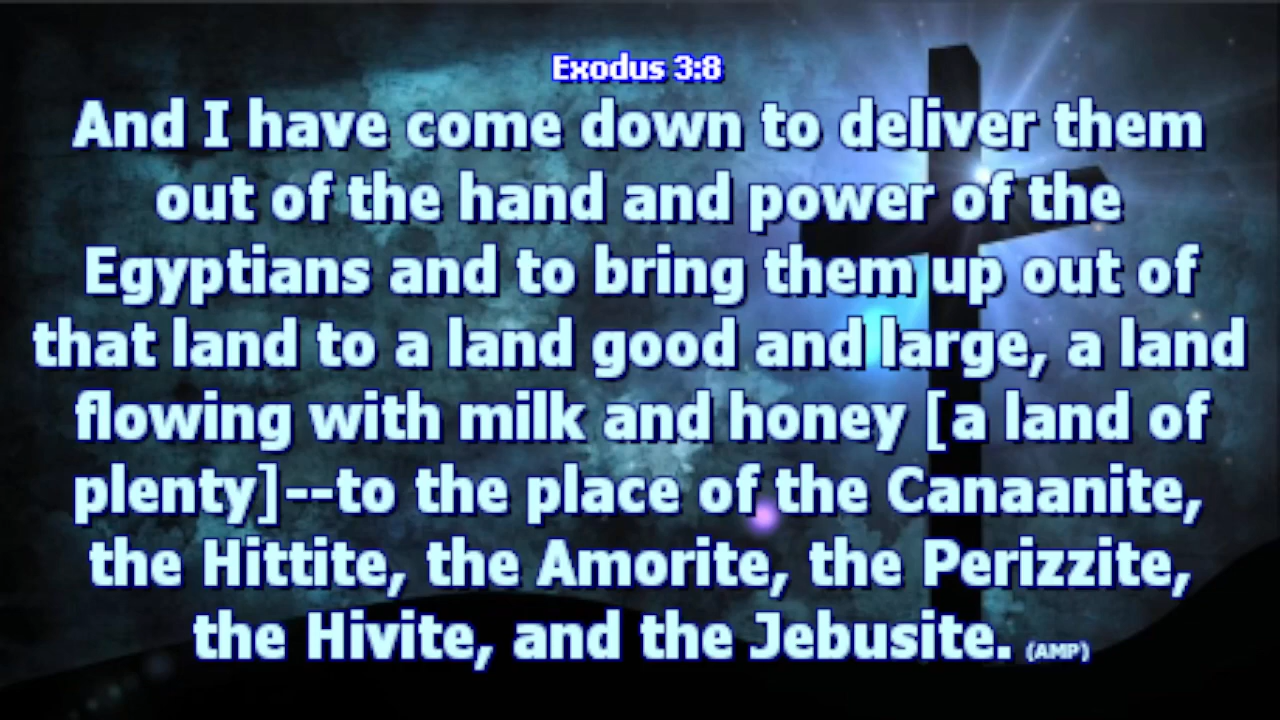 Exodus 3:8
And I have come down to deliver them
out of the hand and power of the
Egyptians and to bring them up out of
that land to a land good and large, a land
flowing with milk and honey [a land of
plenty]--to the place of the Canaanite,
the Hittite, the Amorite, the Perizzite,
the Hivite, and the Jebusite. (AMP)